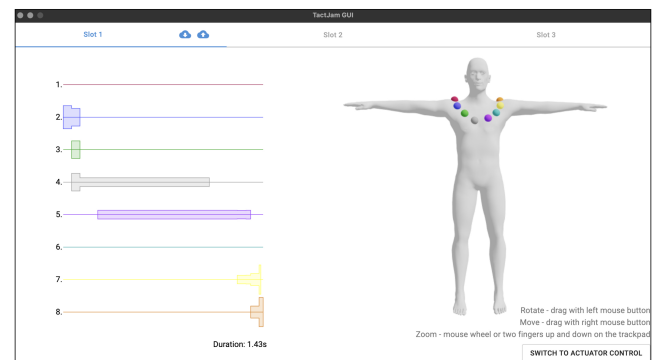 TactJam GUI
Slot 1
Slot 2
Slot 3
1.
2.
3.
4.
5.
6.
7.
8.
Duration: 1.43s
Rotate - drag with left mouse button
Move - drag with right mouse button
Zoom - mouse wheel or two fingers up and down on the trackpad
SWITCH TO ACTUATOR CONTROL